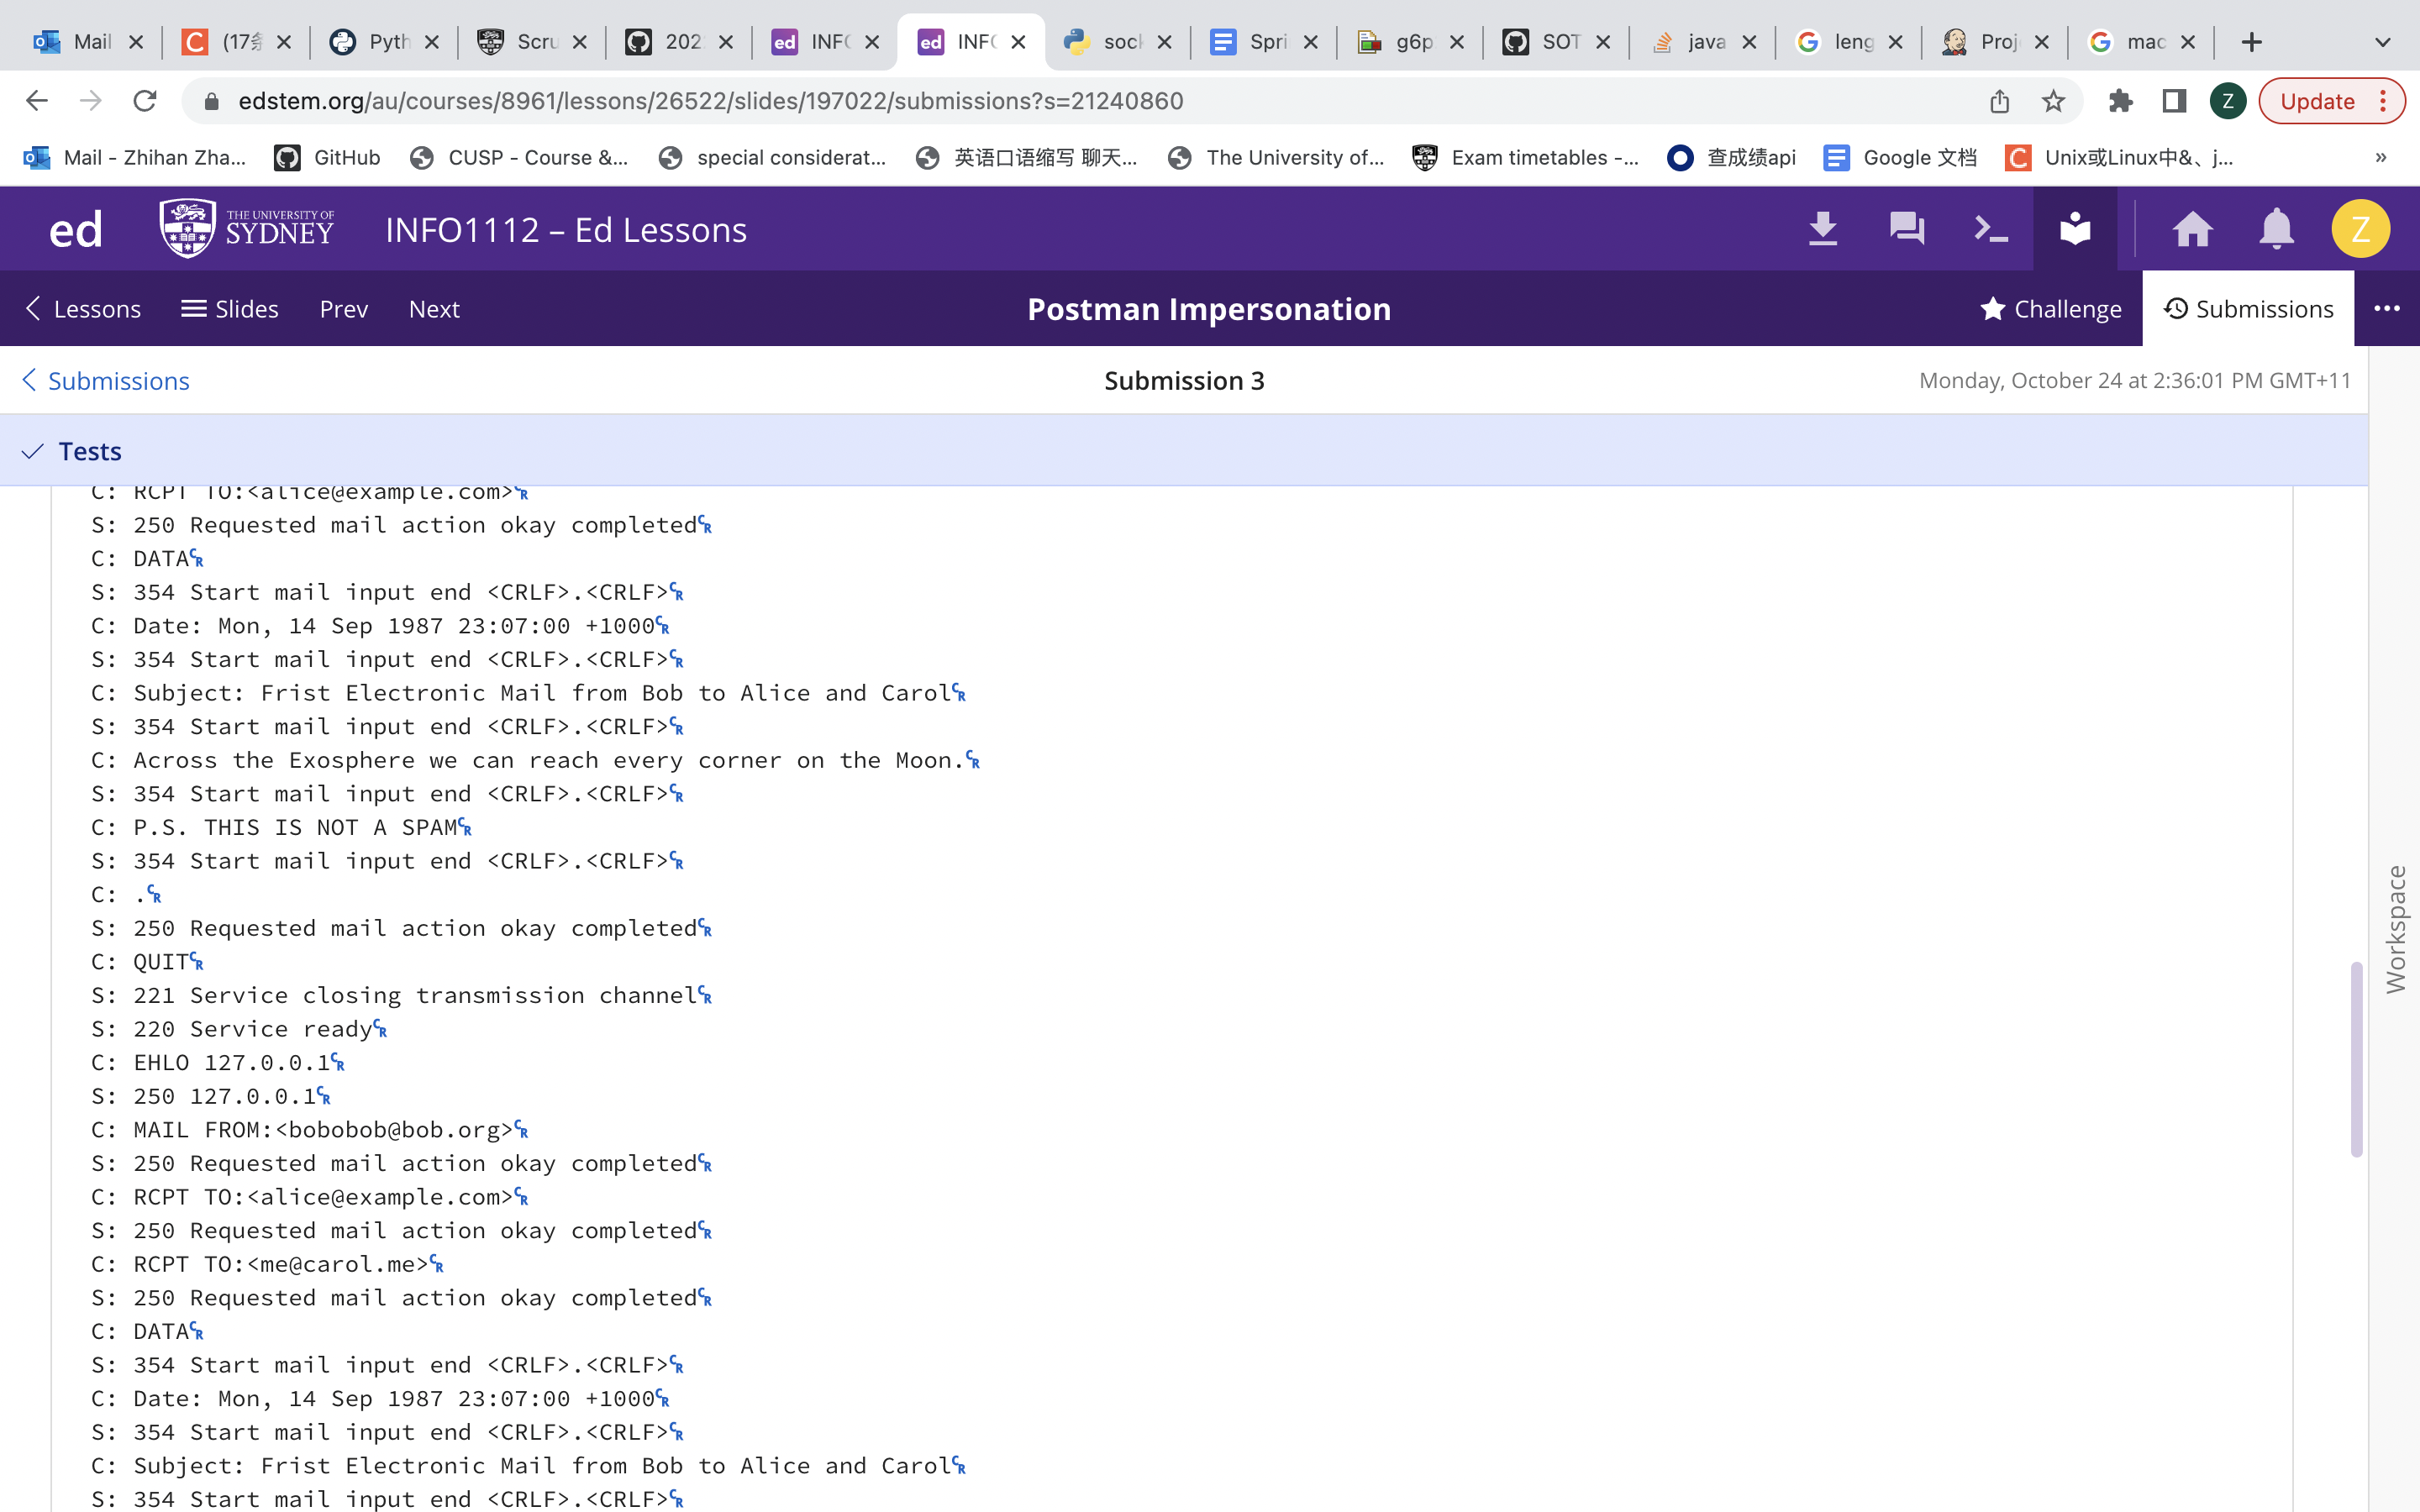 Mail
(17条
Pyth
Scru
202
INFO
INFO
sock
Spri
g6p
SOT
java
leng
Proj
mac
edstem.org/au/courses/8961/lessons/26522/slides/197022/submissions?s=21240860
Z
Update
Mail - Zhihan Zha...
GitHub
CUSP - Course &...
special considerat...
英语口语缩写 聊天...
The University of...
Exam timetables -...
查成绩api
Google 文档
Unix或Linux中&、j...
»
ed
THE UNIVERSITY OF
SYDNEY
INFO1112 – Ed Lessons
Z
Lessons
Slides
Prev
Next
Postman Impersonation
Challenge
Submissions
Submissions
Submission 3
Monday, October 24 at 2:36:01 PM GMT+11
Tests
C: RCPT TO:<alice@example.com>␍
S: 250 Requested mail action okay completed␍
C: DATA␍
S: 354 Start mail input end <CRLF>.<CRLF>␍
C: Date: Mon, 14 Sep 1987 23:07:00 +1000␍
S: 354 Start mail input end <CRLF>.<CRLF>␍
C: Subject: Frist Electronic Mail from Bob to Alice and Carol␍
S: 354 Start mail input end <CRLF>.<CRLF>␍
C: Across the Exosphere we can reach every corner on the Moon.␍
S: 354 Start mail input end <CRLF>.<CRLF>␍
C: P.S. THIS IS NOT A SPAM␍
S: 354 Start mail input end <CRLF>.<CRLF>␍
C: .␍
S: 250 Requested mail action okay completed␍
C: QUIT␍
S: 221 Service closing transmission channel␍
S: 220 Service ready␍
C: EHLO 127.0.0.1␍
S: 250 127.0.0.1␍
C: MAIL FROM:<bobobob@bob.org>␍
S: 250 Requested mail action okay completed␍
C: RCPT TO:<alice@example.com>␍
S: 250 Requested mail action okay completed␍
C: RCPT TO:<me@carol.me>␍
S: 250 Requested mail action okay completed␍
C: DATA␍
S: 354 Start mail input end <CRLF>.<CRLF>␍
C: Date: Mon, 14 Sep 1987 23:07:00 +1000␍
S: 354 Start mail input end <CRLF>.<CRLF>␍
C: Subject: Frist Electronic Mail from Bob to Alice and Carol␍
S: 354 Start mail input end <CRLF>.<CRLF>␍
Workspace